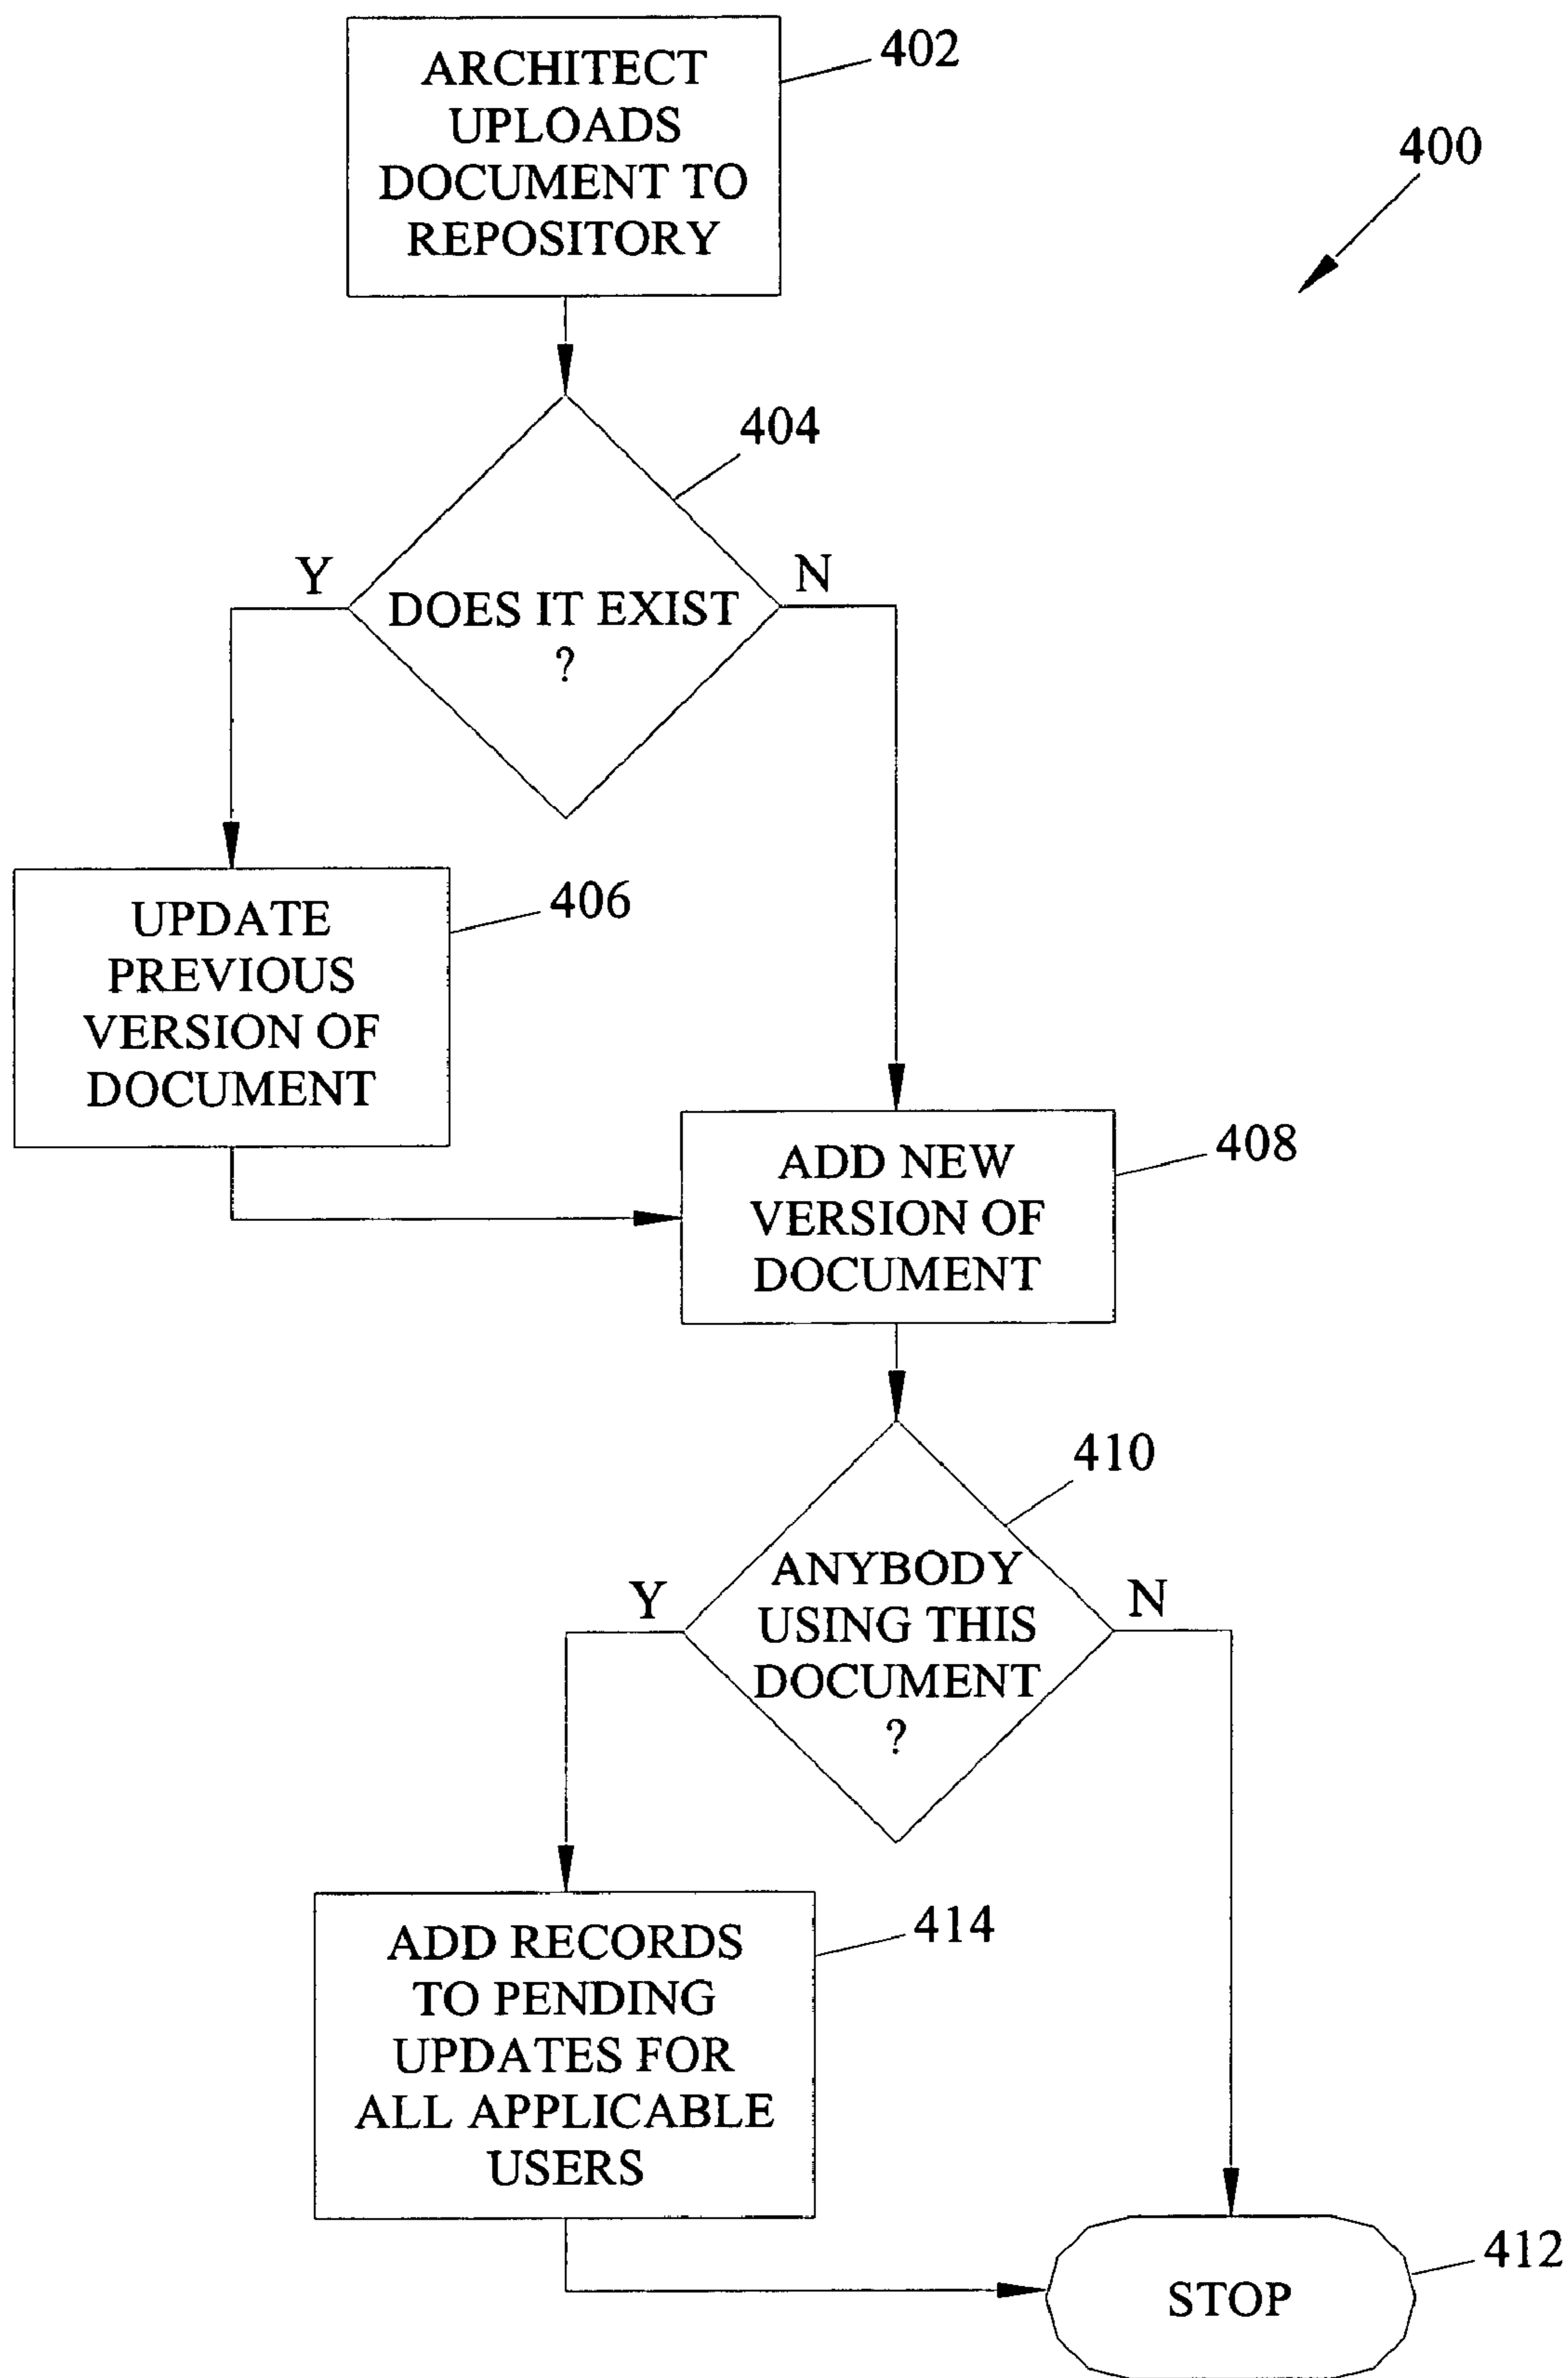 ARCHITECT
UPLOADS
DOCUMENT TO
REPOSITORY
402
400
404
Y
N
DOES IT EXIST
?
UPDATE
PREVIOUS
VERSION OF
DOCUMENT
406
ADD NEW
VERSION OF
DOCUMENT
408
410
Y
N
ANYBODY
USING THIS
DOCUMENT
?
ADD RECORDS
TO PENDING
UPDATES FOR
ALL APPLICABLE
USERS
414
STOP
412